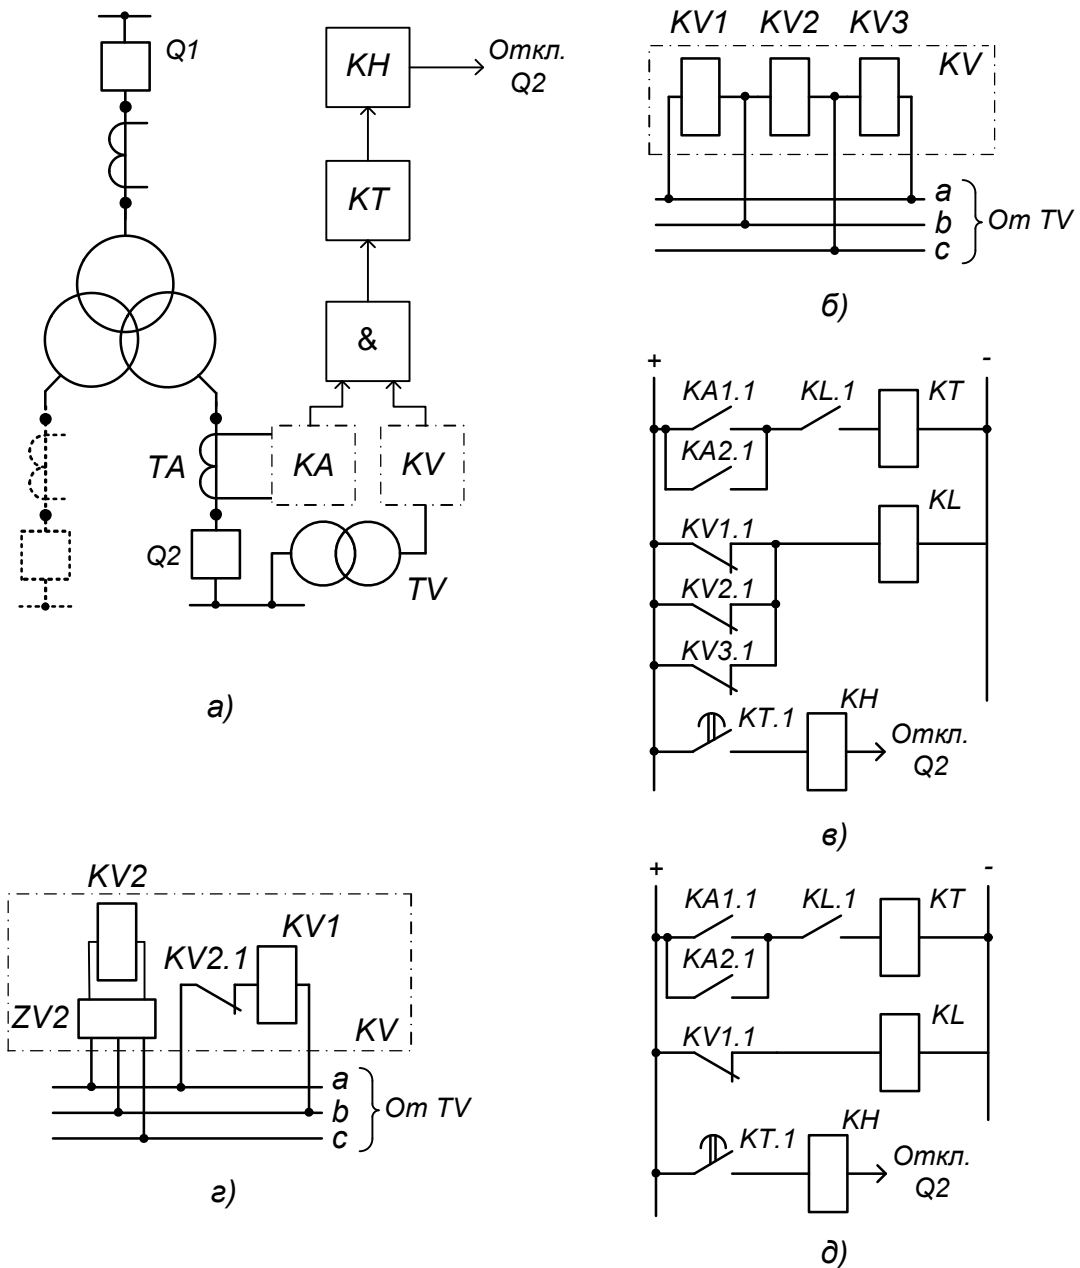 Q1
KH
Откл.
Q2
KT
&
TA
KA
KV
Q2
TV
а)
KV1 KV2 KV3
KV
a
b
c
От TV
б)
+ -
KA1.1 KL.1 KT
KA2.1
KL
KV1.1
KV2.1
KV3.1
KT.1 KH
Откл.
Q2
в)
KV2
KV1
KV2.1
ZV2
KV
a
b
c
От TV
г)
+ -
KA1.1 KL.1 KT
KA2.1
KL
KV1.1
KT.1 KH
Откл.
Q2
д)